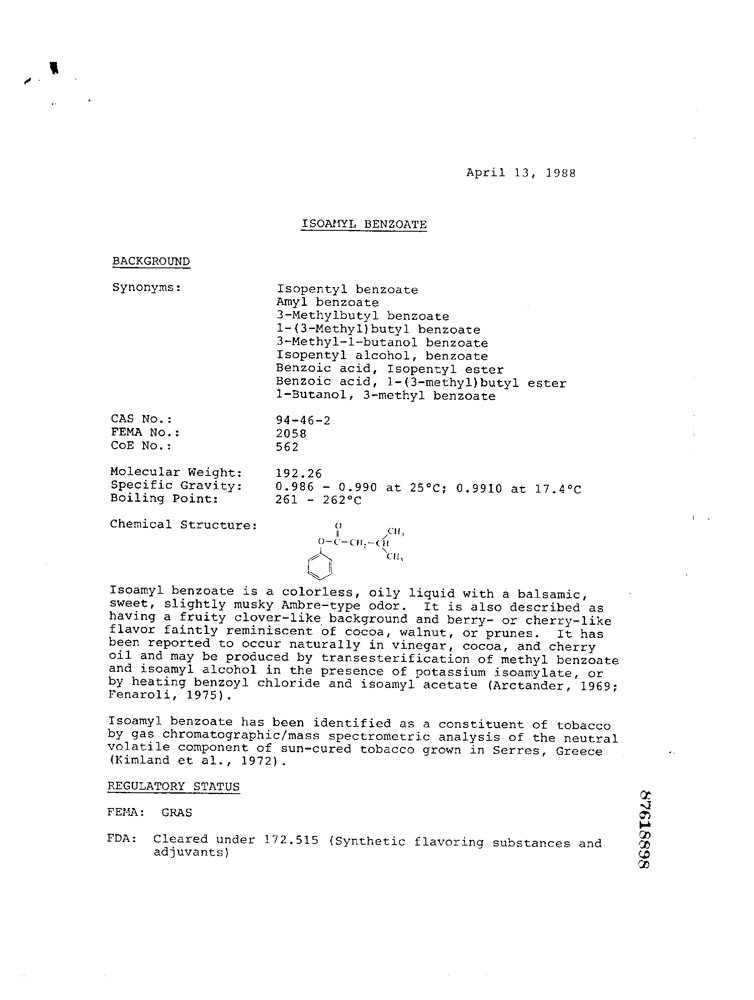 April 13, 1988
ISOAMYL BENZOATE
BACKGROUND
Synonyms: Isopentyl benzoate
Amyl benzoate
3-Methylbutyl benzoate
1-(3-Methyl)butyl benzoate
3-Methyl-1-butanol benzoate
Isopentyl alcohol, benzoate
Benzoic acid, Isopentyl ester
Benzoic acid, 1-(3-methyl)butyl ester
1-Butanol, 3-methyl benzoate
CAS No.: 94-46-2
FEMA No.: 2058
CoE No.: 562
Molecular Weight: 192.26
Specific Gravity: 0.986 - 0.990 at 25°C; 0.9910 at 17.4°C
Boiling Point: 261 - 262°C
Chemical Structure:
O
CH₃
O-C-CH₂-CH
CH₃
Isoamyl benzoate is a colorless, oily liquid with a balsamic,
sweet, slightly musky Ambre-type odor. It is also described as
having a fruity clover-like background and berry- or cherry-like
flavor faintly reminiscent of cocoa, walnut, or prunes. It has
been reported to occur naturally in vinegar, cocoa, and cherry
oil and may be produced by transesterification of methyl benzoate
and isoamyl alcohol in the presence of potassium isoamylate, or
by heating benzoyl chloride and isoamyl acetate (Arctander, 1969;
Fenaroli, 1975).
Isoamyl benzoate has been identified as a constituent of tobacco
by gas chromatographic/mass spectrometric analysis of the neutral
volatile component of sun-cured tobacco grown in Serres, Greece
(Kimland et al., 1972).
REGULATORY STATUS
FEMA: GRAS
FDA: Cleared under 172.515 (Synthetic flavoring substances and
adjuvants)
87618898